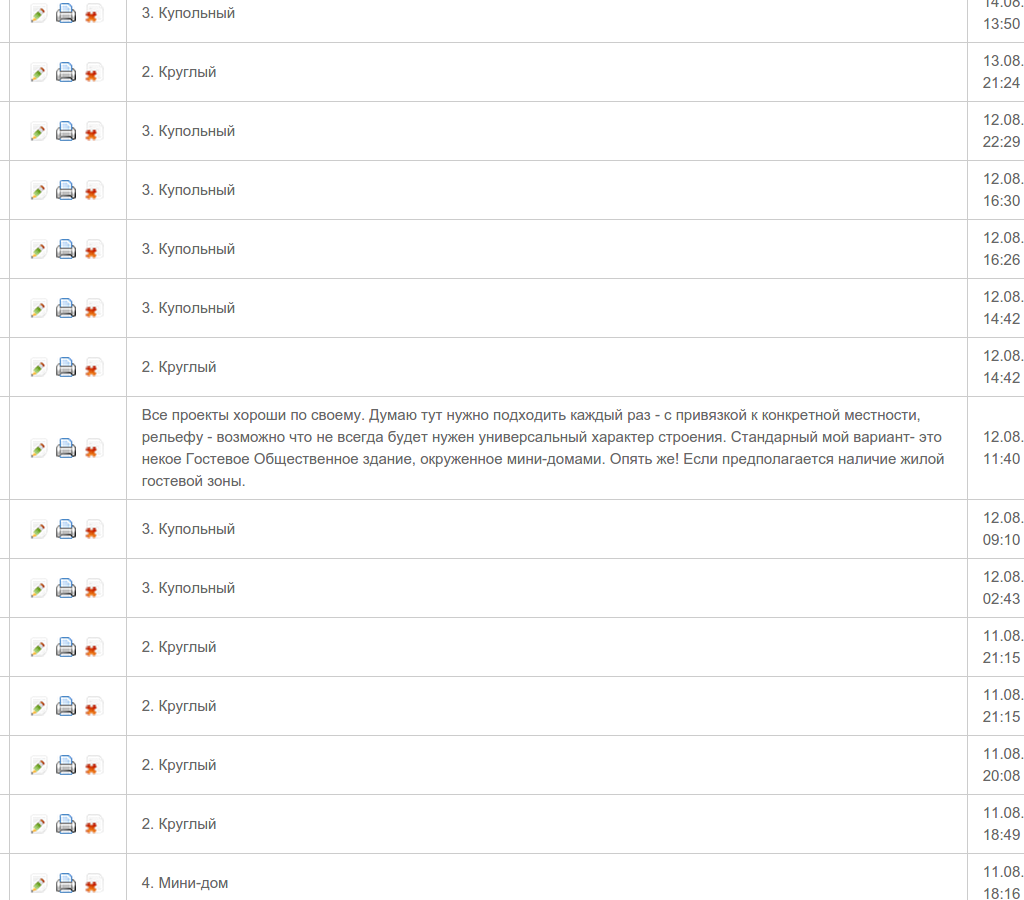 3. Купольный
14.08.
13:50
2. Круглый
13.08.
21:24
3. Купольный
12.08.
22:29
3. Купольный
12.08.
16:30
3. Купольный
12.08.
16:26
3. Купольный
12.08.
14:42
2. Круглый
12.08.
14:42
Все проекты хороши по своему. Думаю тут нужно подходить каждый раз - с привязкой к конкретной местности,
рельефу - возможно что не всегда будет нужен универсальный характер строения. Стандарный мой вариант- это
некое Гостевое Общественное здание, окруженное мини-домами. Опять же! Если предполагается наличие жилой
гостевой зоны.
12.08.
11:40
3. Купольный
12.08.
09:10
3. Купольный
12.08.
02:43
2. Круглый
11.08.
21:15
2. Круглый
11.08.
21:15
2. Круглый
11.08.
20:08
2. Круглый
11.08.
18:49
4. Мини-дом
11.08.
18:16